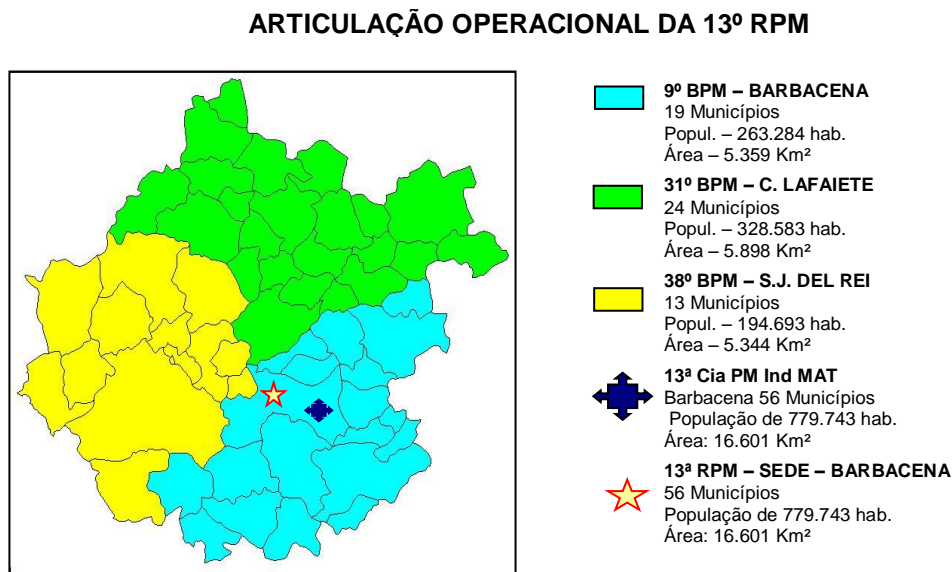 ARTICULAÇÃO OPERACIONAL DA 13º RPM
9º BPM – BARBACENA
19 Municípios
Popul. – 263.284 hab.
Área – 5.359 Km²
31º BPM – C. LAFAIETE
24 Municípios
Popul. – 328.583 hab.
Área – 5.898 Km²
38º BPM – S.J. DEL REI
13 Municípios
Popul. – 194.693 hab.
Área – 5.344 Km²
13ª Cia PM Ind MAT
Barbacena 56 Municípios
População de 779.743 hab.
Área: 16.601 Km²
13ª RPM – SEDE – BARBACENA
56 Municípios
População de 779.743 hab.
Área: 16.601 Km²